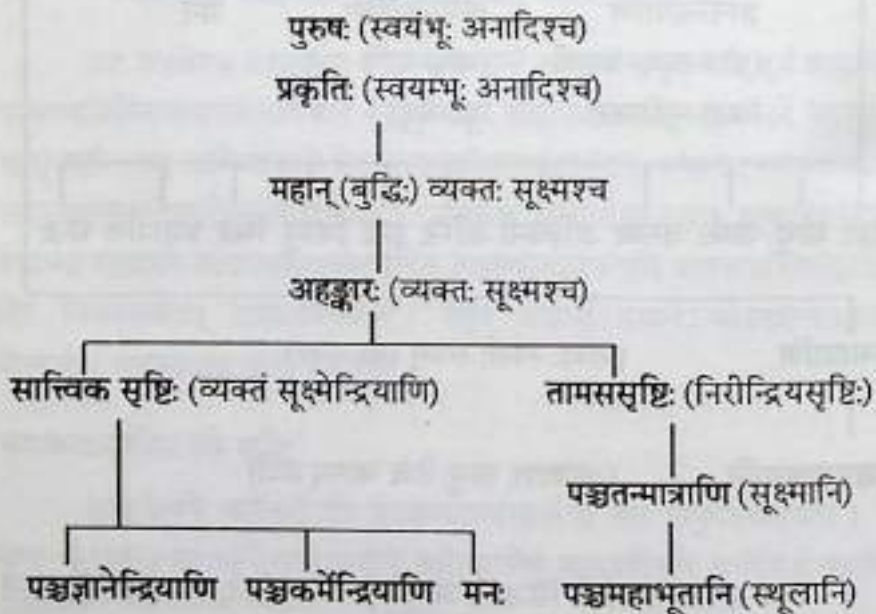 पुरुष: (स्वयंभू: अनादिश्च)
प्रकृति: (स्वयम्भू: अनादिश्च)
महान् (बुद्धि:) व्यक्त: सूक्ष्मश्च
अहङ्कार: (व्यक्त: सूक्ष्मश्च)
सात्त्विक सृष्टि: (व्यक्तं सूक्ष्मेन्द्रियाणि) तामससृष्टि: (निरीन्द्रियसृष्टि:)
पञ्चतन्मात्राणि (सूक्ष्मानि)
पञ्चज्ञानेन्द्रियाणि पञ्चकर्मेन्द्रियाणि मन: पञ्चमहाभूतानि (स्थूलानि)